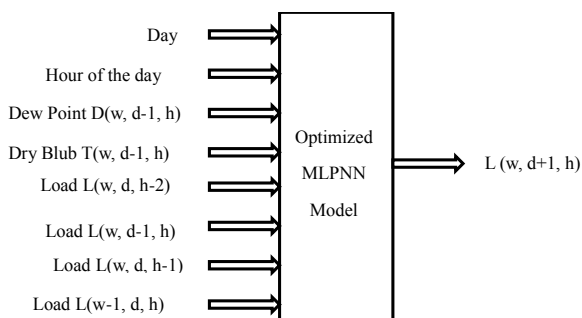 Day
Hour of the day
Dew Point D(w, d-1, h)
Dry Blub T(w, d-1, h)
Load L(w, d, h-2)
Load L(w, d-1, h)
Load L(w, d, h-1)
Load L(w-1, d, h)
Optimized
MLPNN
Model
L (w, d+1, h)